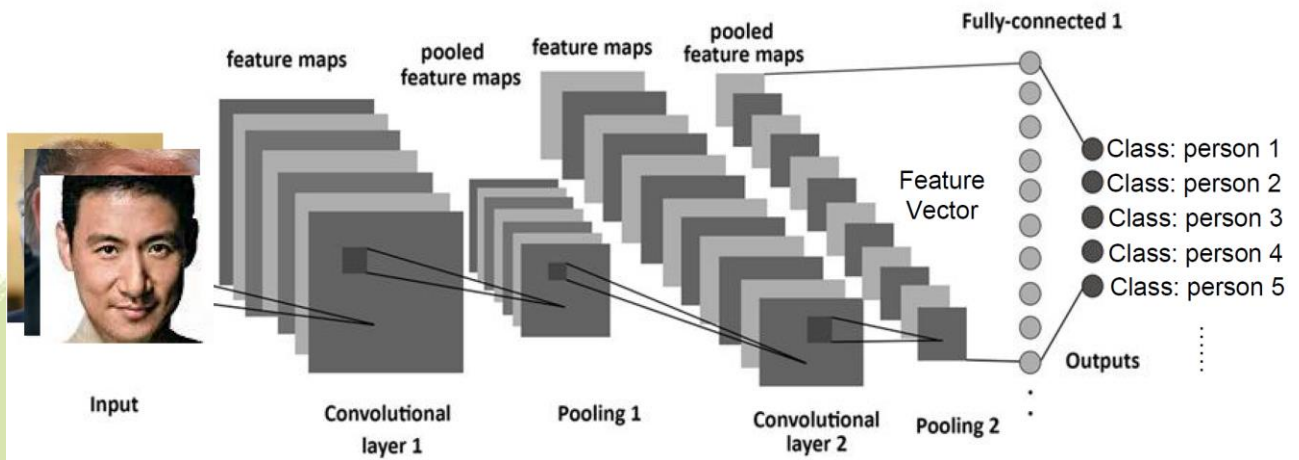 Fully-connected 1
feature maps
pooled
feature maps
feature maps
pooled
feature maps
Class: person 1
Class: person 2
Class: person 3
Class: person 4
Class: person 5
Feature
Vector
Outputs
Input
Convolutional
layer 1
Pooling 1
Convolutional
layer 2
Pooling 2